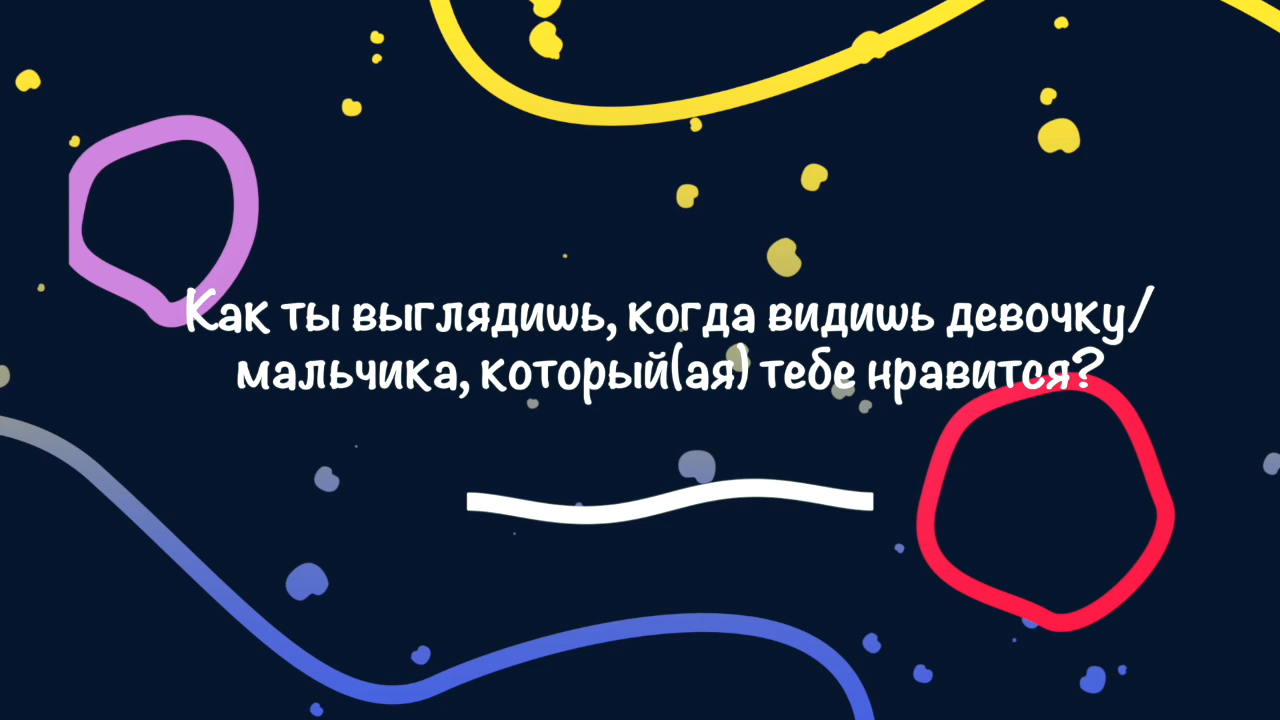 Как ты выглядишь, когда видишь девочку/
мальчика, который(ая) тебе нравится?